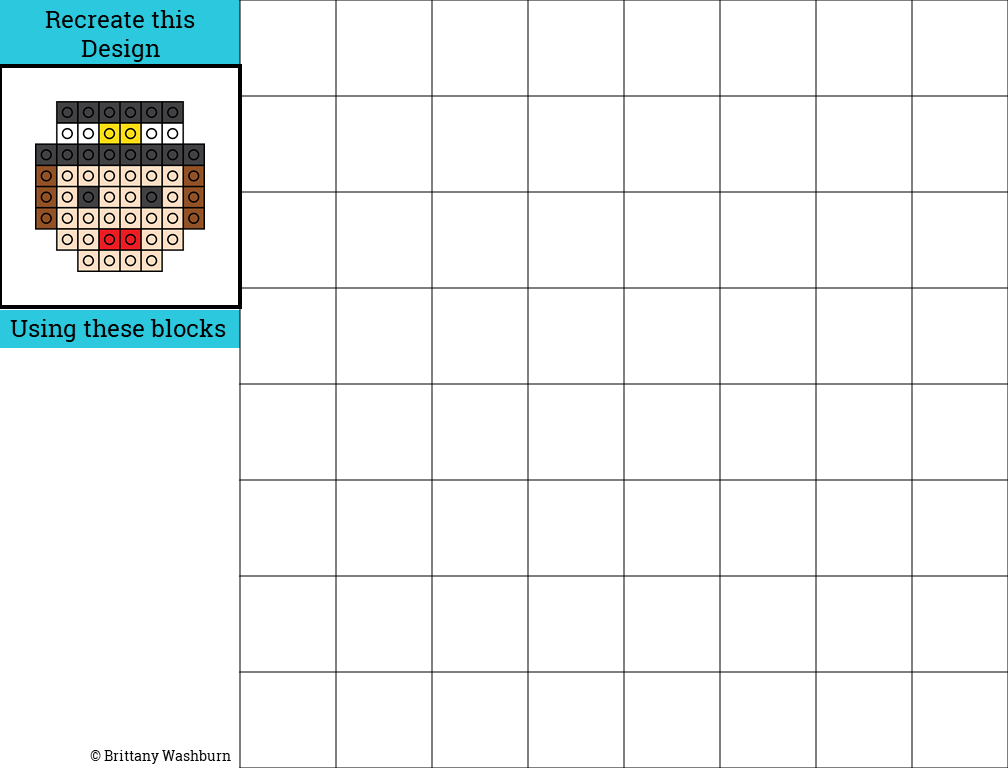 Recreate this
Design
Using these blocks
© Brittany Washburn